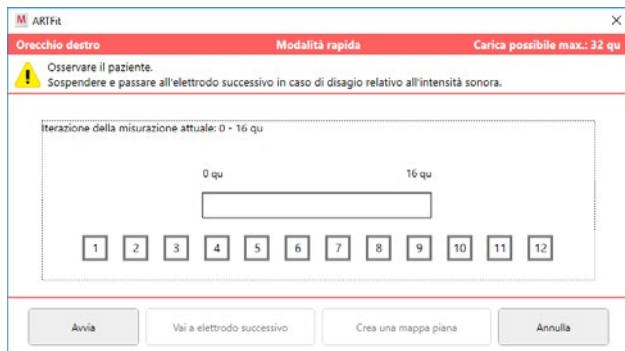 M ARTFit
Orecchio destro Modalità rapida Carica possibile max.: 32 qu
Osservare il paziente.
Sospendere e passare all'elettrodo successivo in caso di disagio relativo all'intensità sonora.
Iterazione della misurazione attuale: 0 - 16 qu
0 qu 16 qu
1 2 3 4 5 6 7 8 9 10 11 12
Avvia Vai a elettrodo successivo Crea una mappa piana Annulla